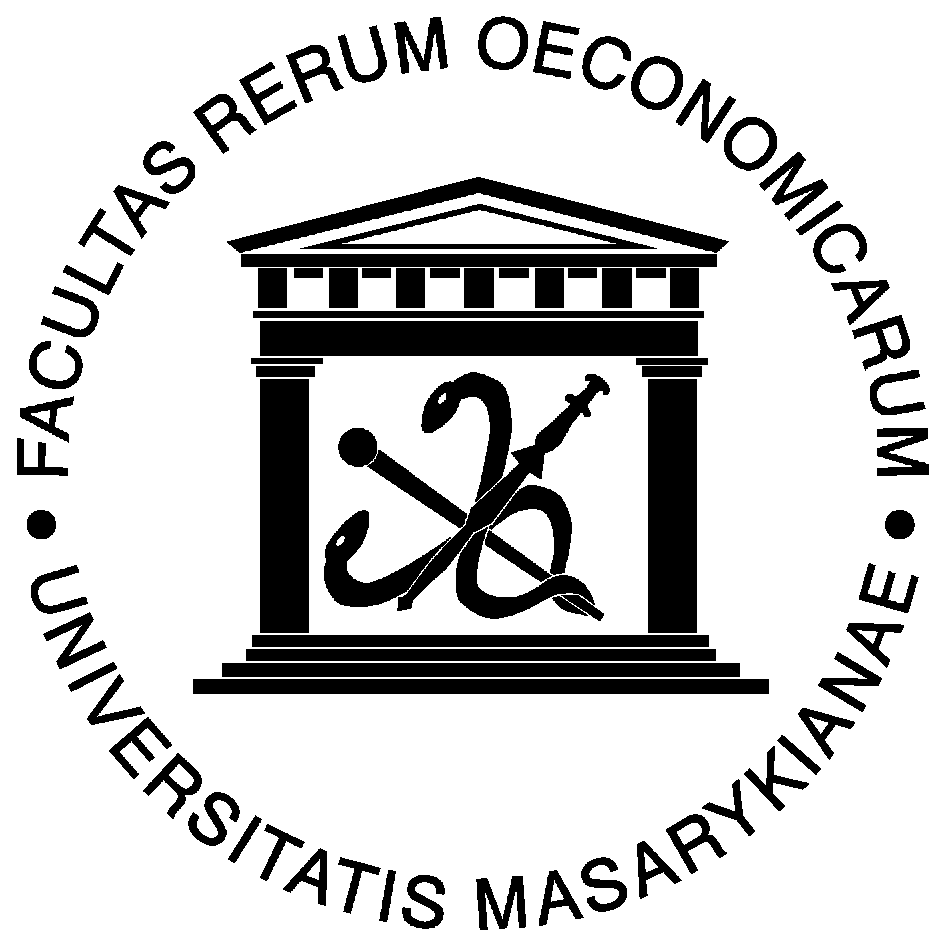 FACULTAS RERUM OECONOMICARUM
UNIVERSITATIS MASARYKIANAE